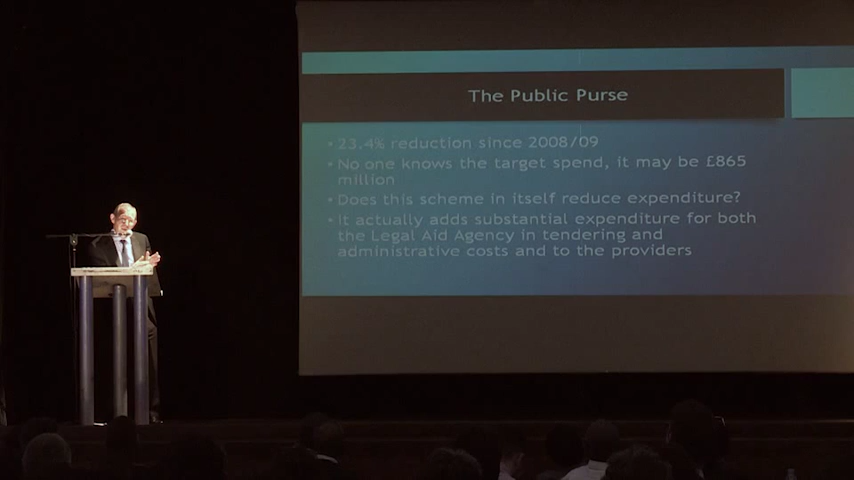 The Public Purse
• 23.4% reduction since 2008/09
• No one knows the target spend, it may be £865
million
• Does this scheme in itself reduce expenditure?
• It actually adds substantial expenditure for both
the Legal Aid Agency in tendering and
administrative costs and to the providers